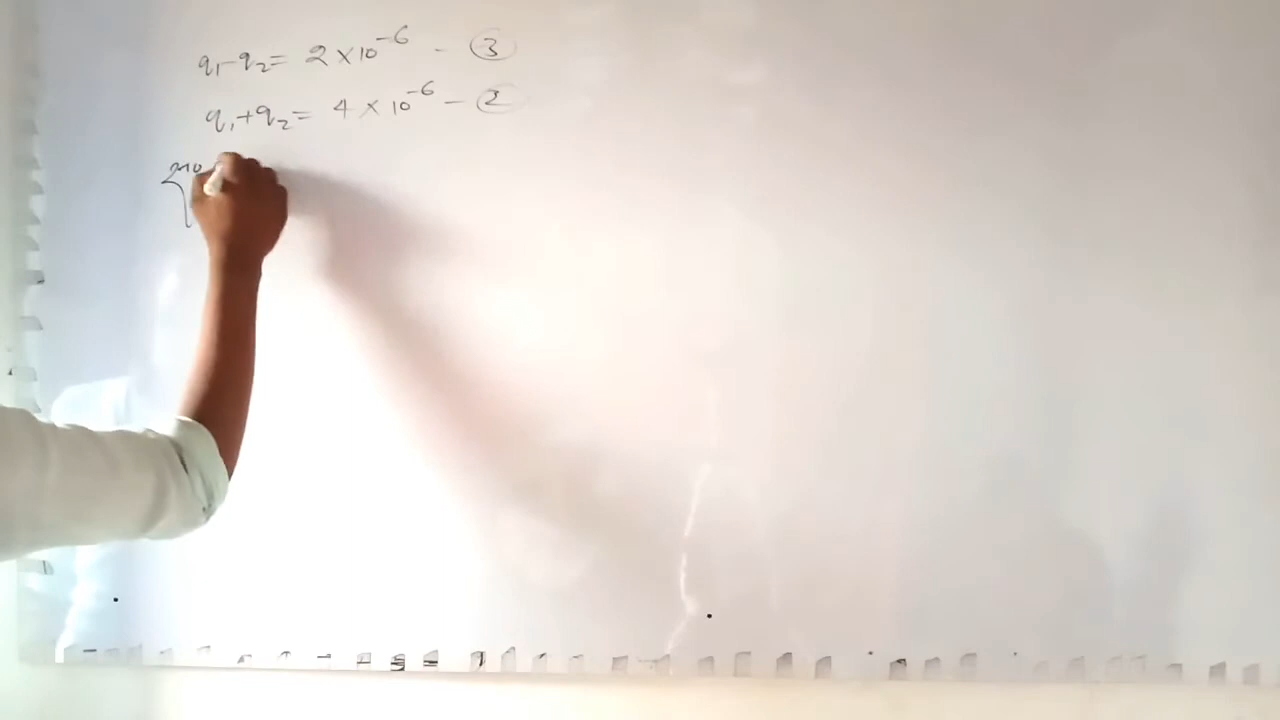 q₁-q₂= 2×10⁻⁶ - ③
q₁+q₂= 4×10⁻⁶ - ②